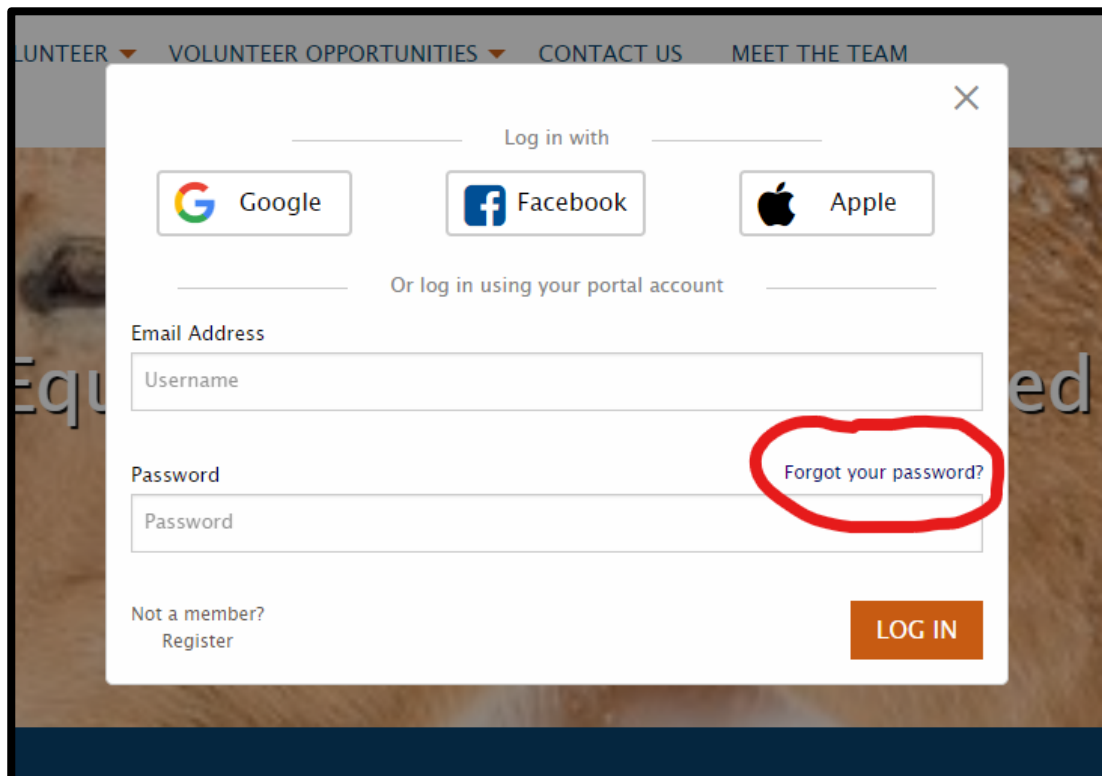 VOLUNTEER OPPORTUNITIES CONTACT US MEET THE TEAM
Log in with
Google Facebook Apple
Or log in using your portal account
Email Address
Username
Password Forgot your password?
Password
Not a member?
Register LOG IN